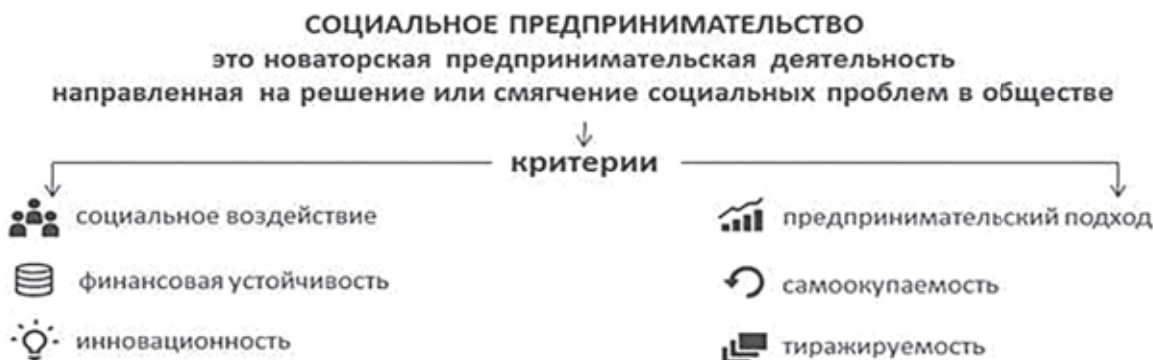 СОЦИАЛЬНОЕ ПРЕДПРИНИМАТЕЛЬСТВО
это новаторская предпринимательская деятельность
направленная на решение или смягчение социальных проблем в обществе
критерии
социальное воздействие
финансовая устойчивость
инновационность
предпринимательский подход
самоокупаемость
тиражируемость